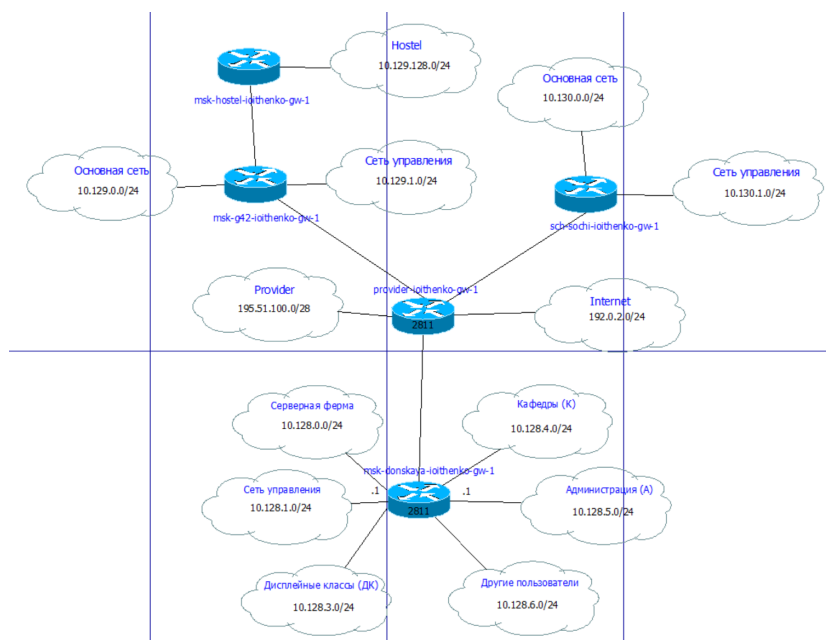 Hostel
10.129.128.0/24
msk-hostel-ioithenko-gw-1
Основная сеть
10.130.0.0/24
Основная сеть
10.129.0.0/24
Сеть управления
10.129.1.0/24
msk-g42-ioithenko-gw-1
Сеть управления
10.130.1.0/24
sch-sochi-ioithenko-gw-1
Provider
195.51.100.0/28
provider-ioithenko-gw-1
2811
Internet
192.0.2.0/24
Серверная ферма
10.128.0.0/24
Кафедры (К)
10.128.4.0/24
msk-donskaya-ioithenko-gw-1
Сеть управления
10.128.1.0/24
.1
.1
2811
Администрация (А)
10.128.5.0/24
Дисплейные классы (ДК)
10.128.3.0/24
Другие пользователи
10.128.6.0/24